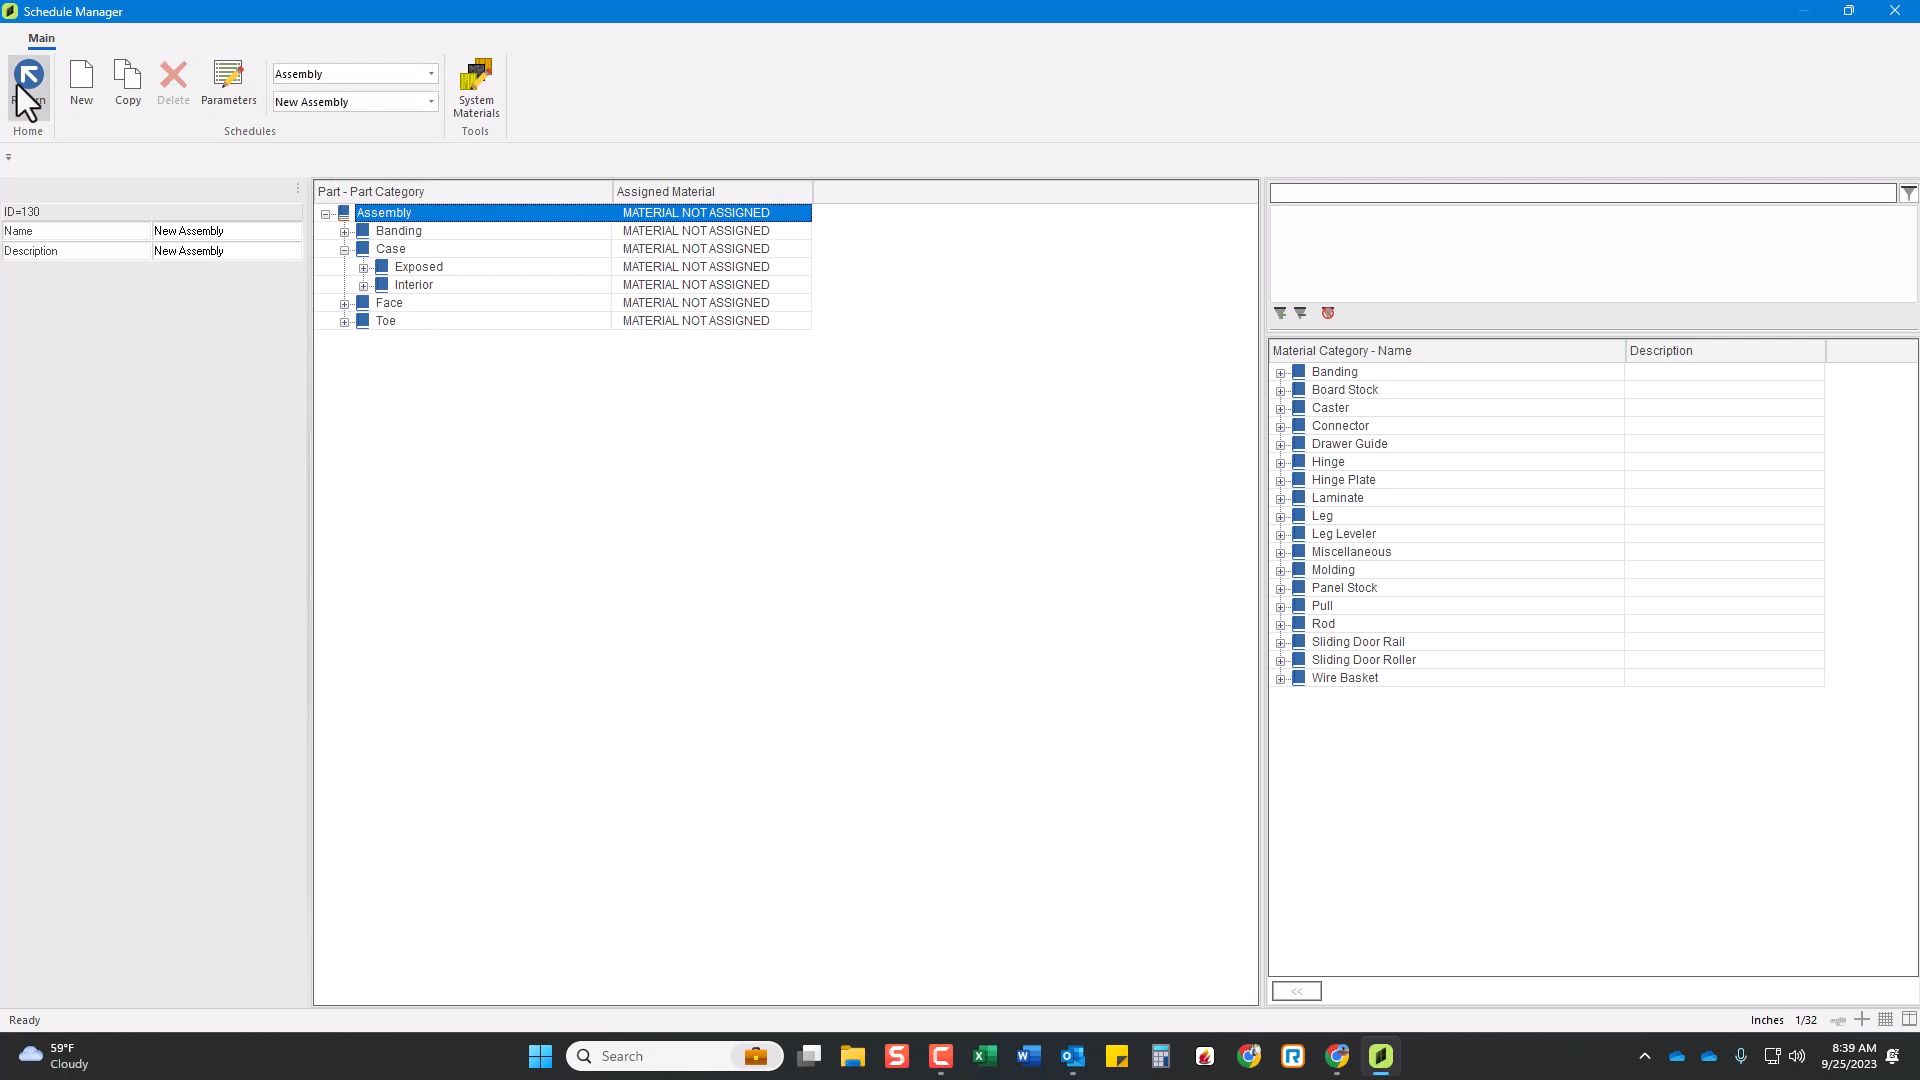 Schedule Manager
Main
New
Copy
Delete
Parameters
Assembly
New Assembly
System
Materials
Home
Schedules
Tools
ID=130
Name New Assembly
Description New Assembly
Part - Part Category Assigned Material
Assembly MATERIAL NOT ASSIGNED
Banding MATERIAL NOT ASSIGNED
Case MATERIAL NOT ASSIGNED
Exposed MATERIAL NOT ASSIGNED
Interior MATERIAL NOT ASSIGNED
Face MATERIAL NOT ASSIGNED
Toe MATERIAL NOT ASSIGNED
Material Category - Name Description
Banding
Board Stock
Caster
Connector
Drawer Guide
Hinge
Hinge Plate
Laminate
Leg
Leg Leveler
Miscellaneous
Molding
Panel Stock
Pull
Rod
Sliding Door Rail
Sliding Door Roller
Wire Basket
<<
Ready
Inches 1/32
59°F
Cloudy
Search
8:39 AM
9/25/2023